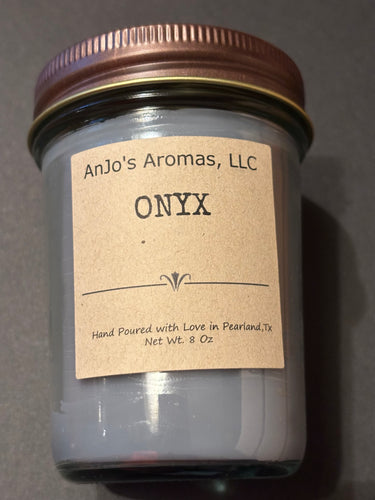 AnJo's Aromas, LLC
ONYX
Hand Poured with Love in Pearland,Tx
Net Wt. 8 Oz